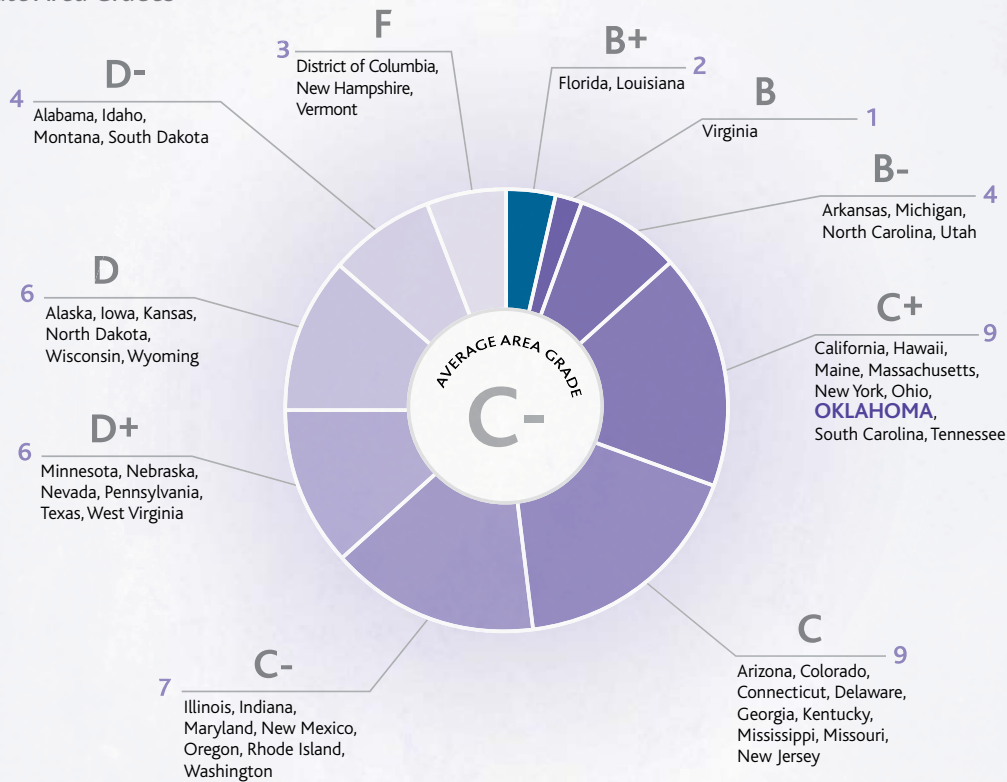 F
3
District of Columbia,
New Hampshire,
Vermont
B+
2
Florida, Louisiana
B
1
Virginia
B-
4
Arkansas, Michigan,
North Carolina, Utah
C+
9
California, Hawaii,
Maine, Massachusetts,
New York, Ohio,
OKLAHOMA,
South Carolina, Tennessee
C
9
Arizona, Colorado,
Connecticut, Delaware,
Georgia, Kentucky,
Mississippi, Missouri,
New Jersey
C-
7
Illinois, Indiana,
Maryland, New Mexico,
Oregon, Rhode Island,
Washington
D+
6
Minnesota, Nebraska,
Nevada, Pennsylvania,
Texas, West Virginia
D
6
Alaska, Iowa, Kansas,
North Dakota,
Wisconsin, Wyoming
D-
4
Alabama, Idaho,
Montana, South Dakota
AVERAGE AREA GRADE
C-